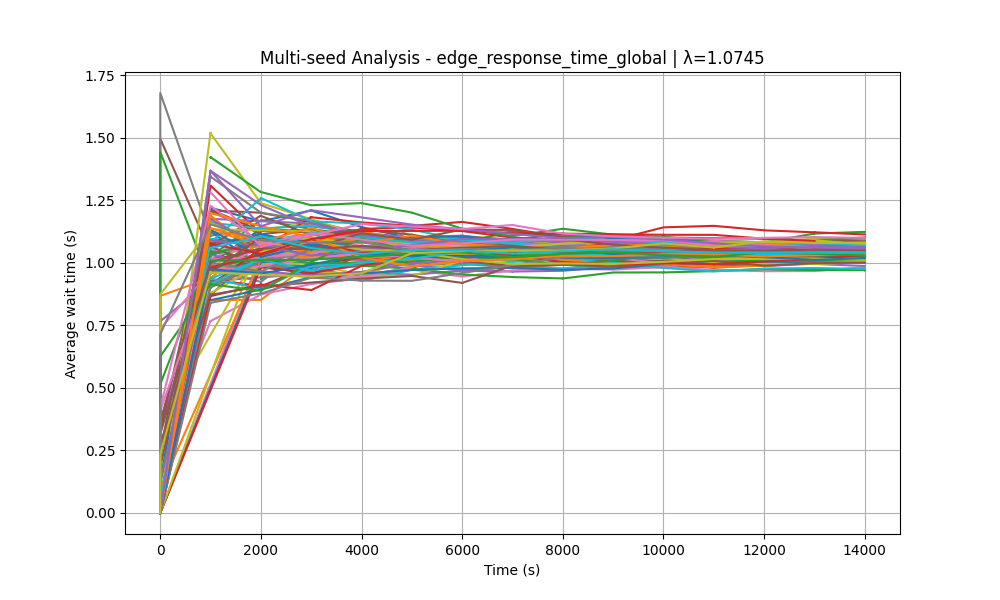 Multi-seed Analysis - edge_response_time_global | λ=1.0745
Average wait time (s)
1.75
1.50
1.25
1.00
0.75
0.50
0.25
0.00
0 2000 4000 6000 8000 10000 12000 14000
Time (s)